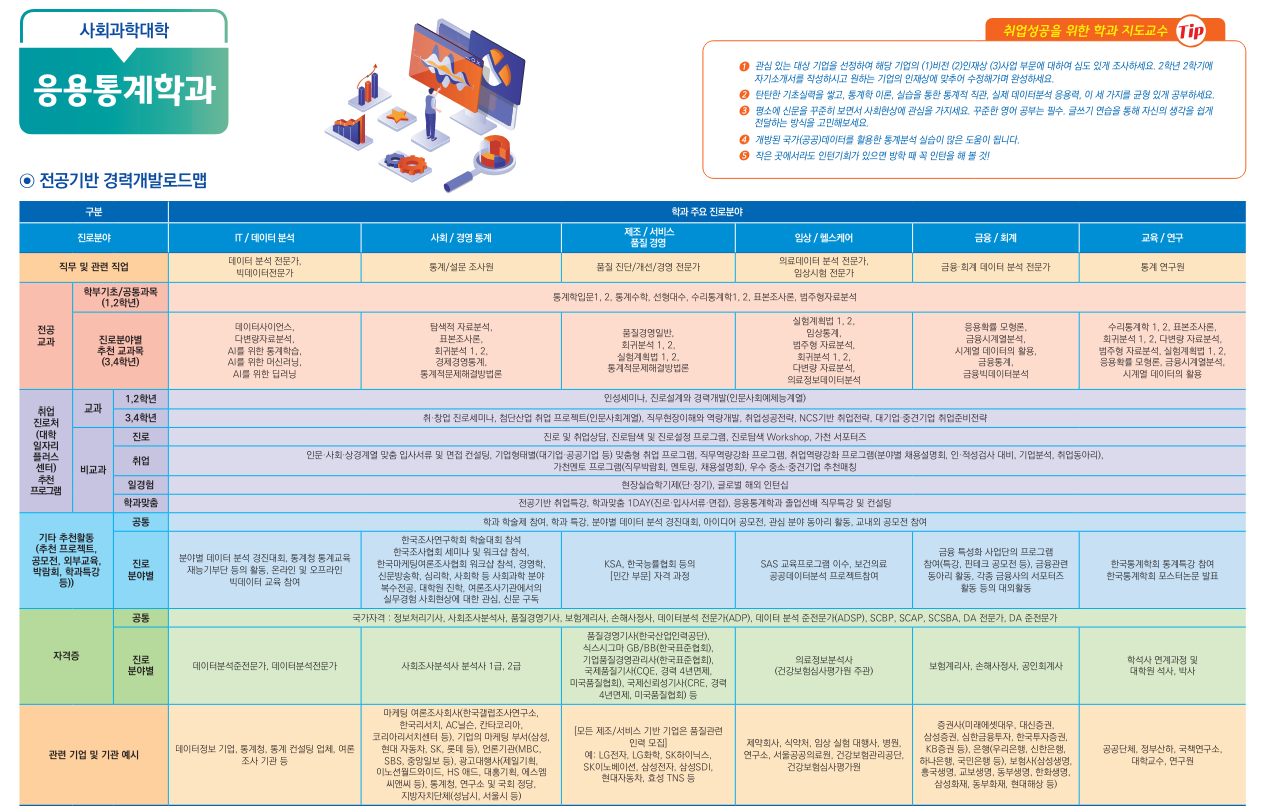 사회과학대학
응용통계학과
취업성공을 위한 학과 지도교수 Tip
❶ 관심 있는 대상 기업을 선정하여 해당 기업의 (1)비전 (2)인재상 (3)사업 부문에 대하여 심도 있게 조사하세요. 2학년 2학기에
자기소개서를 작성하시고 원하는 기업의 인재상에 맞추어 수정해가며 완성하세요.
❷ 탄탄한 기초실력을 쌓고, 통계학 이론, 실습을 통한 통계적 직관, 실제 데이터분석 응용력, 이 세 가지를 균형 있게 공부하세요.
❸ 평소에 신문을 꾸준히 보면서 사회현상에 관심을 가지세요. 꾸준한 영어 공부는 필수. 글쓰기 연습을 통해 자신의 생각을 쉽게
전달하는 방식을 고민해보세요.
❹ 개방된 국가(공공)데이터를 활용한 통계분석 실습이 많은 도움이 됩니다.
❺ 작은 곳에서라도 인턴기회가 있으면 방학 때 꼭 인턴을 해 볼 것!
전공기반 경력개발로드맵
구분
학과 주요 진로분야
진로분야
IT / 데이터 분석
사회 / 경영 통계
제조 / 서비스
품질 경영
임상 / 헬스케어
금융 / 회계
교육 / 연구
직무 및 관련 직업
데이터 분석 전문가,
빅데이터전문가
통계/설문 조사원
품질 진단/개선/경영 전문가
의료데이터 분석 전문가,
임상시험 전문가
금융·회계 데이터 분석 전문가
통계 연구원
전공
교과
학부기초/공통과목
(1,2학년)
통계학입문1, 2, 통계수학, 선형대수, 수리통계학1, 2, 표본조사론, 범주형자료분석
진로분야별
추천 교과목
(3,4학년)
데이터사이언스,
다변량자료분석,
AI를 위한 통계학습,
AI를 위한 머신러닝,
AI를 위한 딥러닝
탐색적 자료분석,
표본조사론,
회귀분석 1, 2,
경제경영통계,
통계적문제해결방법론
품질경영일반,
회귀분석 1, 2,
실험계획법 1, 2,
통계적문제해결방법론
실험계획법 1, 2,
임상통계,
범주형 자료분석,
회귀분석 1, 2,
다변량 자료분석,
의료정보데이터분석
응용확률 모형론,
금융시계열분석,
시계열 데이터의 활용,
금융통계,
금융빅데이터분석
수리통계학 1, 2, 표본조사론,
회귀분석 1, 2, 다변량 자료분석,
범주형 자료분석, 실험계획법 1, 2,
응용확률 모형론, 금융시계열분석,
시계열 데이터의 활용
취업
진로처
(대학
일자리
플러스
센터)
추천
프로그램
교과
1,2학년
인성세미나, 진로설계와 경력개발(인문사회예체능계열)
3,4학년
취·창업 진로세미나, 첨단산업 취업 프로젝트(인문사회계열), 직무현장이해와 역량개발, 취업성공전략, NCS기반 취업전략, 대기업·중견기업 취업준비전략
비교과
진로
진로 및 취업상담, 진로탐색 및 진로설정 프로그램, 진로탐색 Workshop, 가천 서포터즈
취업
인문·사회·상경계열 맞춤 입사서류 및 면접 컨설팅, 기업형태별(대기업·공공기업 등) 맞춤형 취업 프로그램, 직무역량강화 프로그램, 취업역량강화 프로그램(분야별 채용설명회, 인·적성검사 대비, 기업분석, 취업동아리),
가천멘토 프로그램(직무박람회, 멘토링, 채용설명회), 우수 중소·중견기업 추천매칭
일경험
현장실습학기제(단·장기), 글로벌 해외 인턴십
학과맞춤
전공기반 취업특강, 학과맞춤 1DAY(진로·입사서류·면접), 응용통계학과 졸업선배 직무특강 및 컨설팅
기타 추천활동
(추천 프로젝트,
공모전, 외부교육,
박람회, 학과특강
등))
공통
학과 학술제 참여, 학과 특강, 분야별 데이터 분석 경진대회, 아이디어 공모전, 관심 분야 동아리 활동, 교내외 공모전 참여
진로
분야별
분야별 데이터 분석 경진대회, 통계청 통계교육
재능기부단 등의 활동, 온라인 및 오프라인
빅데이터 교육 참여
한국조사연구학회 학술대회 참석
한국조사협회 세미나 및 워크샵 참석,
한국마케팅여론조사협회 워크샵 참석, 경영학,
신문방송학, 심리학, 사회학 등 사회과학 분야
복수전공, 대학원 진학, 여론조사기관에서의
실무경험 사회현상에 대한 관심, 신문 구독
KSA, 한국능률협회 등의
[민간 부문] 자격 과정
SAS 교육프로그램 이수, 보건의료
공공데이터분석 프로젝트참여
금융 특성화 사업단의 프로그램
참여(특강, 핀테크 공모전 등), 금융관련
동아리 활동, 각종 금융사의 서포터즈
활동 등의 대외활동
한국통계학회 통계특강 참여
한국통계학회 포스터논문 발표
자격증
공통
국가자격 : 정보처리기사, 사회조사분석사, 품질경영기사, 보험계리사, 손해사정사, 데이터분석 전문가(ADP), 데이터 분석 준전문가(ADSP), SCBP, SCAP, SCSBA, DA 전문가, DA 준전문가
진로
분야별
데이터분석준전문가, 데이터분석전문가
사회조사분석사 분석사 1급, 2급
품질경영기사(한국산업인력공단),
식스시그마 GB/BB(한국표준협회),
기업품질경영관리사(한국표준협회),
국제품질기사(CQE, 경력 4년면제,
미국품질협회), 국제신뢰성기사(CRE, 경력
4년면제, 미국품질협회) 등
의료정보분석사
(건강보험심사평가원 주관)
보험계리사, 손해사정사, 공인회계사
학석사 연계과정 및
대학원 석사, 박사
관련 기업 및 기관 예시
데이터정보 기업, 통계청, 통계 컨설팅 업체, 여론
조사 기관 등
마케팅 여론조사회사(한국갤럽조사연구소,
한국리서치, AC닐슨, 칸타코리아,
코리아리서치센터 등), 기업의 마케팅 부서(삼성,
현대 자동차, SK, 롯데 등), 언론기관(MBC,
SBS, 중앙일보 등), 광고대행사(제일기획,
이노션월드와이드, HS 애드, 대홍기획, 에스엠
씨앤씨 등), 통계청, 연구소 및 국회 정당,
지방자치단체(성남시, 서울시 등)
[모든 제조/서비스 기반 기업은 품질관련
인력 모집]
예: LG전자, LG화학, SK하이닉스,
SK이노베이션, 삼성전자, 삼성SDI,
현대자동차, 효성 TNS 등
제약회사, 식약처, 임상 실험 대행사, 병원,
연구소, 서울공공의료원, 건강보험관리공단,
건강보험심사평가원
증권사(미래에셋대우, 대신증권,
삼성증권, 신한금융투자, 한국투자증권,
KB증권 등), 은행(우리은행, 신한은행,
하나은행, 국민은행 등), 보험사(삼성생명,
흥국생명, 교보생명, 동부생명, 한화생명,
삼성화재, 동부화재, 현대해상 등)
공공단체, 정부산하, 국책연구소,
대학교수, 연구원